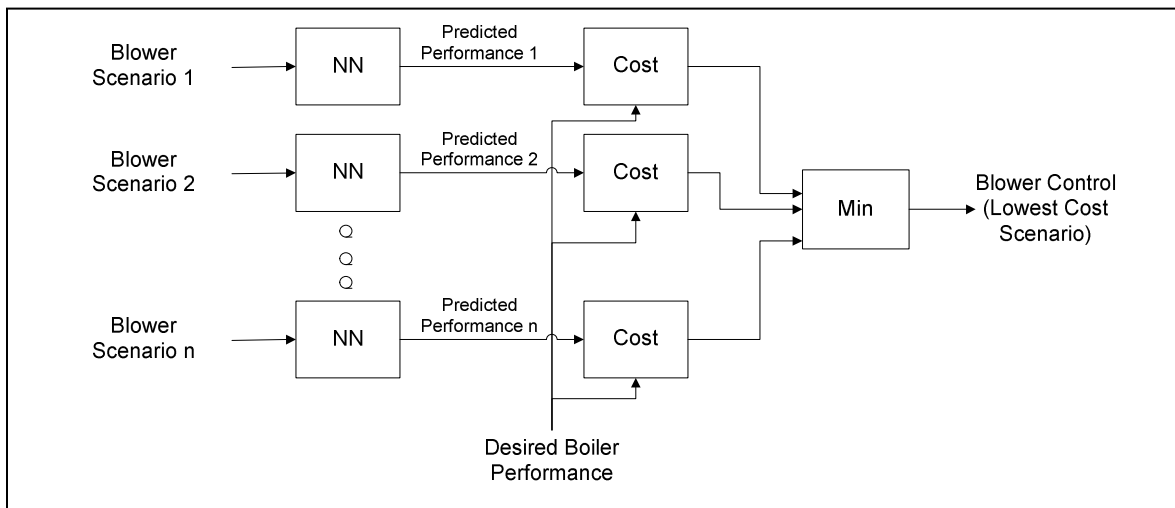 Blower
Scenario 1
NN
Predicted
Performance 1
Cost
Blower
Scenario 2
NN
Predicted
Performance 2
Cost
Min
Blower Control
(Lowest Cost
Scenario)
Blower
Scenario n
NN
Predicted
Performance n
Cost
Desired Boiler
Performance